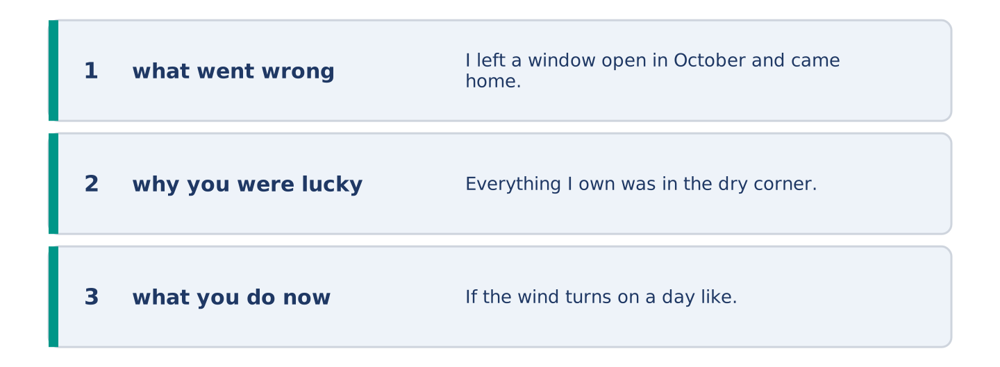 1 what went wrong I left a window open in October and came
home.
2 why you were lucky Everything I own was in the dry corner.
3 what you do now If the wind turns on a day like.